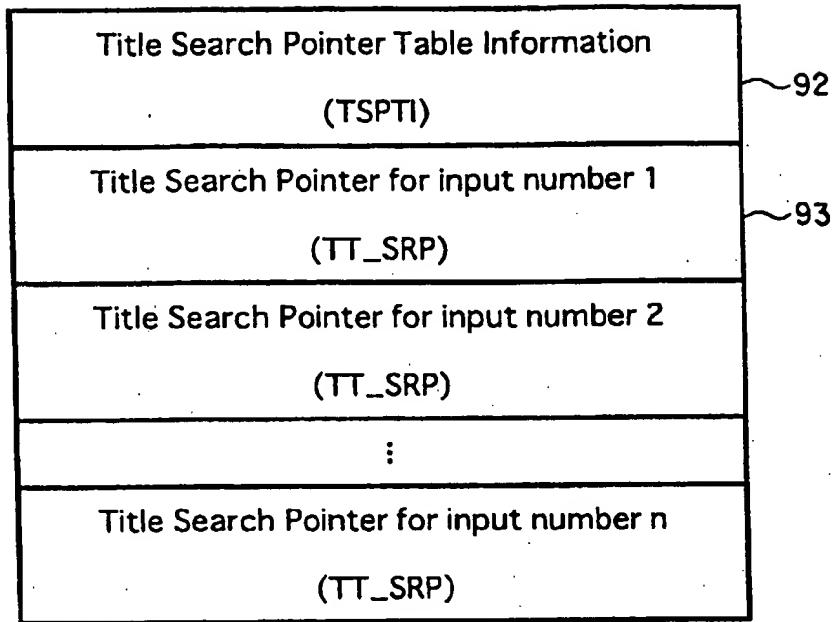 Title Search Pointer Table Information
(TSPTI)
92
Title Search Pointer for input number 1
(TT_SRP)
93
Title Search Pointer for input number 2
(TT_SRP)
⋮
Title Search Pointer for input number n
(TT_SRP)